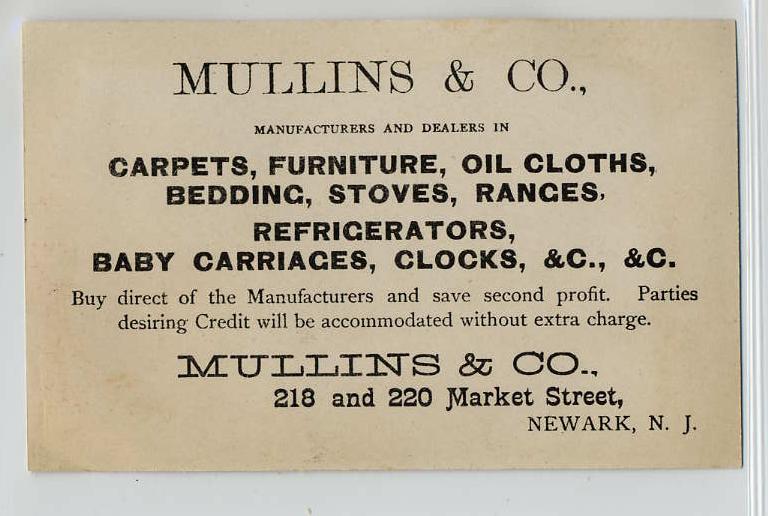 MULLINS & CO.,
MANUFACTURERS AND DEALERS IN
CARPETS, FURNITURE, OIL CLOTHS,
BEDDING, STOVES, RANGES,
REFRIGERATORS,
BABY CARRIAGES, CLOCKS, &C., &C.
Buy direct of the Manufacturers and save second profit. Parties
desiring Credit will be accommodated without extra charge.
MULLINS & CO.,
218 and 220 Market Street,
NEWARK, N. J.